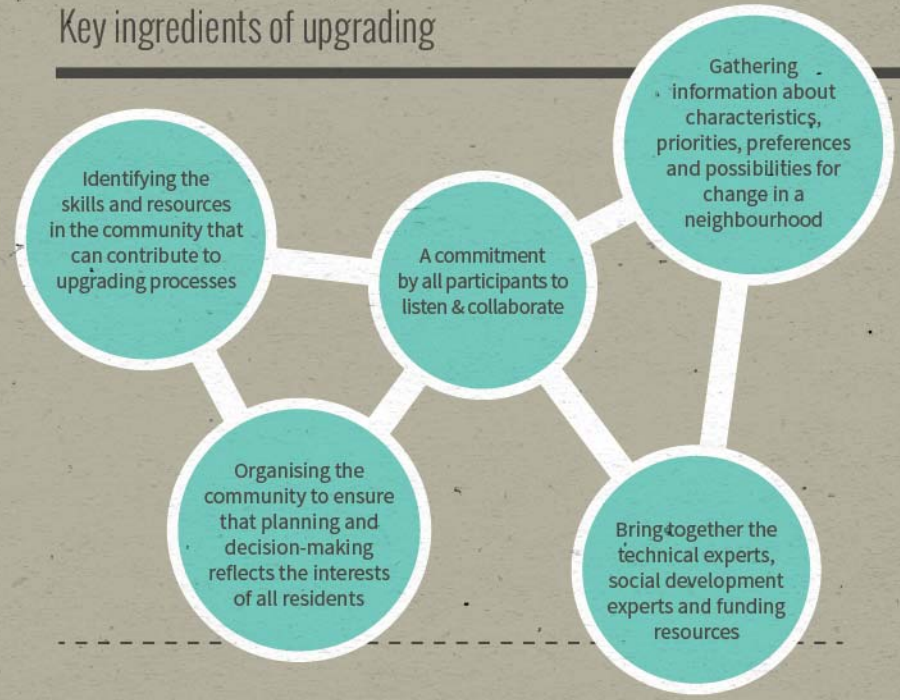 Key ingredients of upgrading
Gathering
information about
characteristics,
priorities, preferences
and possibilities for
change in a
neighbourhood
Identifying the
skills and resources
in the community that
can contribute to
upgrading processes
A commitment
by all participants to
listen & collaborate
Organising the
community to ensure
that planning and
decision-making
reflects the interests
of all residents
Bring together the
technical experts,
social development
experts and funding
resources